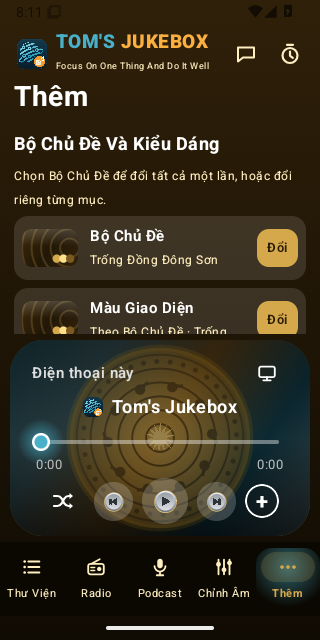 8:11
TOM'S JUKEBOX
Focus On One Thing And Do It Well
Thêm
Bộ Chủ Đề Và Kiểu Dáng
Chọn Bộ Chủ Đề để đổi tất cả một lần, hoặc đổi
riêng từng mục.
Bộ Chủ Đề
Trống Đồng Đông Sơn
Đổi
Màu Giao Diện
Theo Bộ Chủ Đề · Trống
Đổi
Điện thoại này
Tom's Jukebox
0:00
0:00
Thư Viện
Radio
Podcast
Chỉnh Âm
Thêm